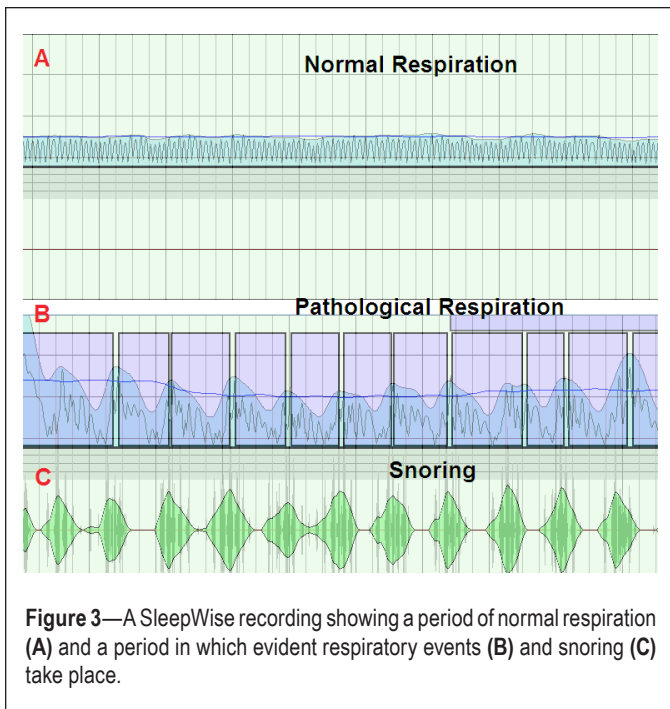 A
Normal Respiration
Pathological Respiration
B
Snoring
C
Figure 3—A SleepWise recording showing a period of normal respiration
(A) and a period in which evident respiratory events (B) and snoring (C)
take place.